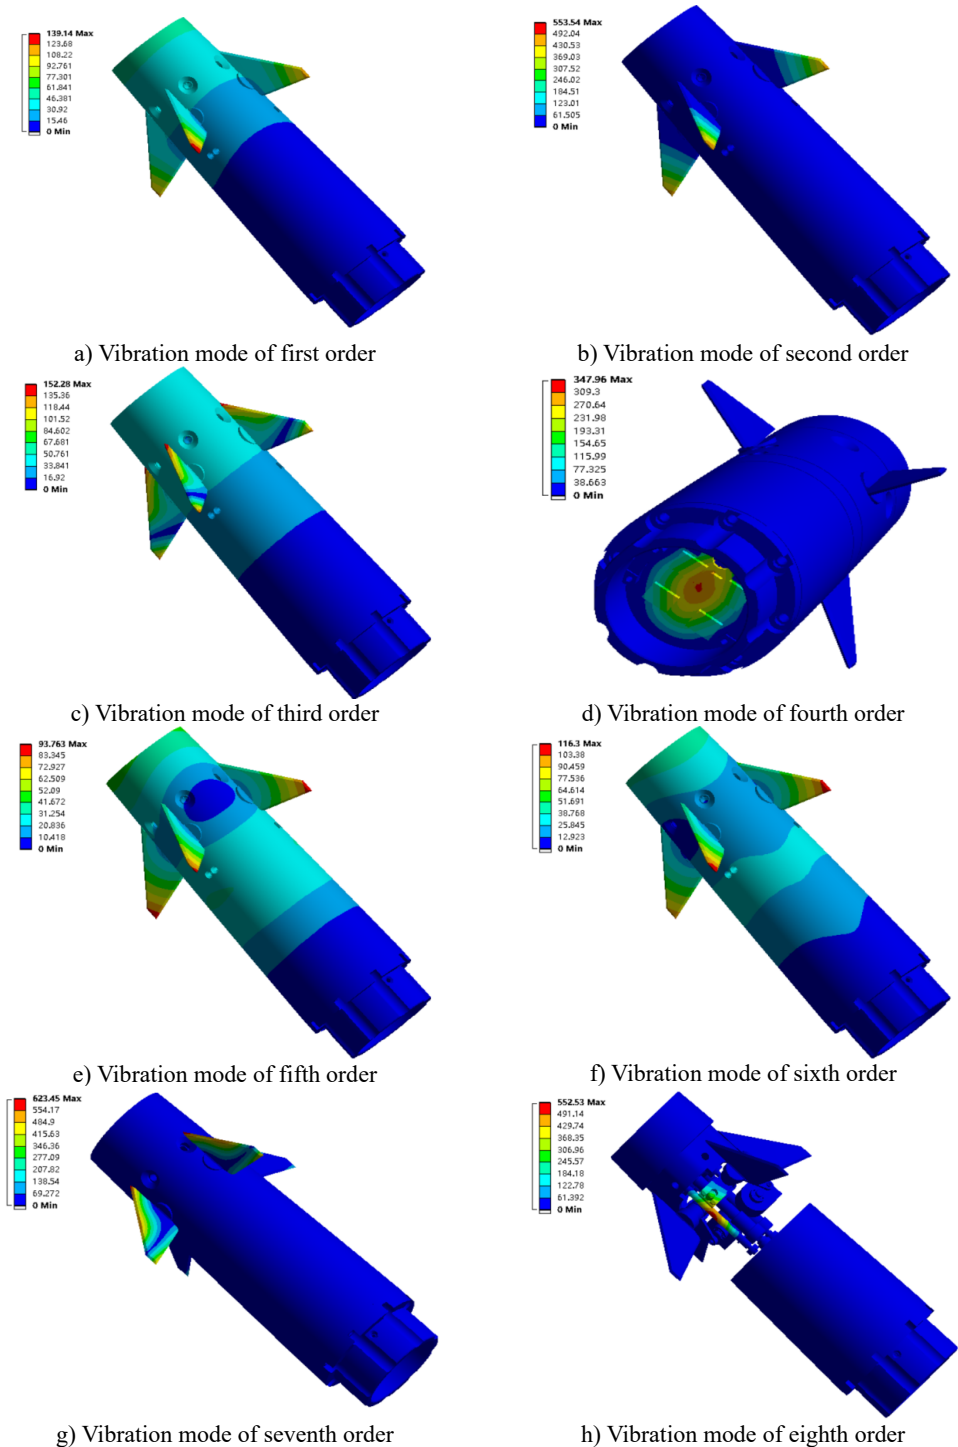 139.14 Max
123.68
108.22
92.761
77.301
61.841
46.381
30.92
15.46
0 Min
553.54 Max
492.04
430.53
369.03
307.52
246.02
184.51
123.01
61.505
0 Min
a) Vibration mode of first order
b) Vibration mode of second order
152.28 Max
135.36
118.44
101.52
84.602
67.681
50.761
33.841
16.92
0 Min
347.96 Max
309.3
270.64
231.98
193.31
154.65
115.99
77.325
38.663
0 Min
c) Vibration mode of third order
d) Vibration mode of fourth order
93.763 Max
83.345
72.927
62.509
52.09
41.672
31.254
20.836
10.418
0 Min
116.3 Max
103.38
90.459
77.536
64.614
51.691
38.768
25.845
12.923
0 Min
e) Vibration mode of fifth order
f) Vibration mode of sixth order
623.45 Max
554.17
484.9
415.63
346.36
277.09
207.82
138.54
69.272
0 Min
552.53 Max
491.14
429.74
368.35
306.96
245.57
184.18
122.78
61.392
0 Min
g) Vibration mode of seventh order
h) Vibration mode of eighth order